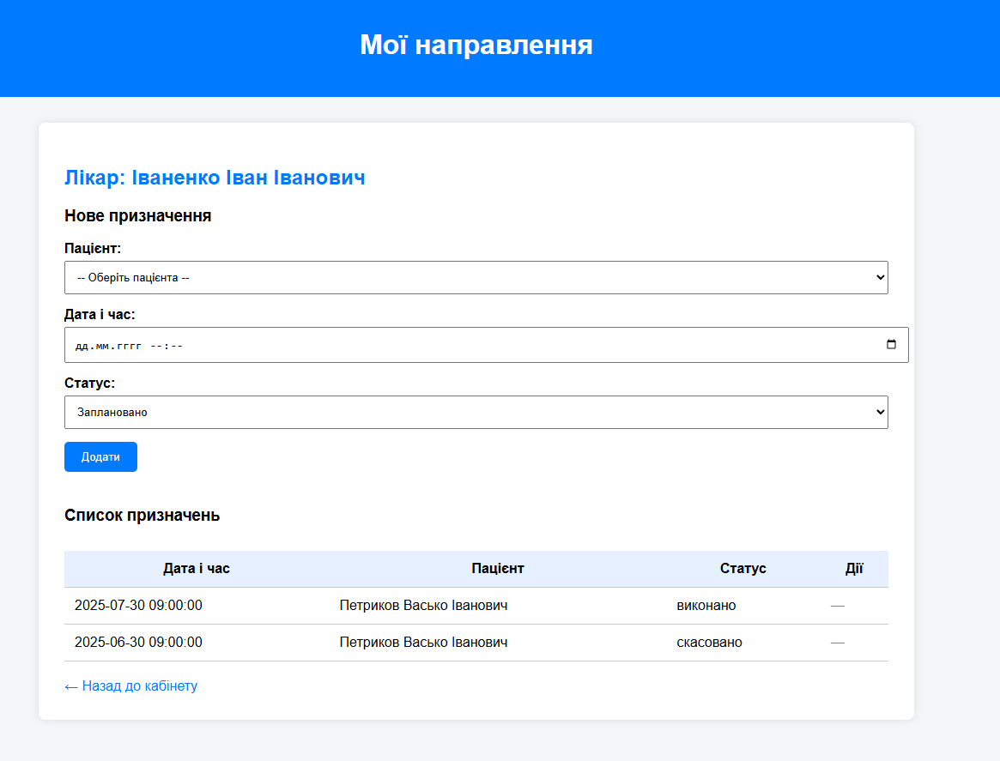 Мої направлення
Лікар: Іваненко Іван Іванович
Нове призначення
Пацієнт:
-- Оберіть пацієнта --
Дата і час:
дд.мм.гггг --:--
Статус:
Заплановано
Додати
Список призначень
Дата і час Пацієнт Статус Дії
2025-07-30 09:00:00 Петриков Васько Іванович виконано —
2025-06-30 09:00:00 Петриков Васько Іванович скасовано —
← Назад до кабінету